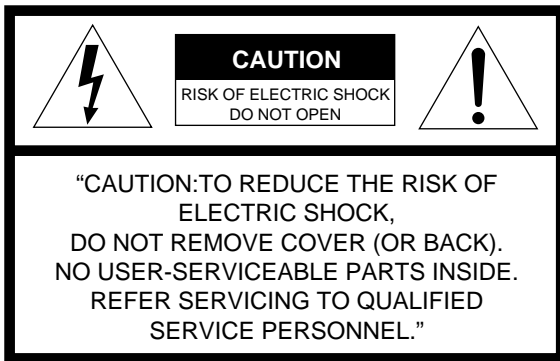 CAUTION
RISK OF ELECTRIC SHOCK
DO NOT OPEN
“CAUTION:TO REDUCE THE RISK OF
ELECTRIC SHOCK,
DO NOT REMOVE COVER (OR BACK).
NO USER-SERVICEABLE PARTS INSIDE.
REFER SERVICING TO QUALIFIED
SERVICE PERSONNEL.”